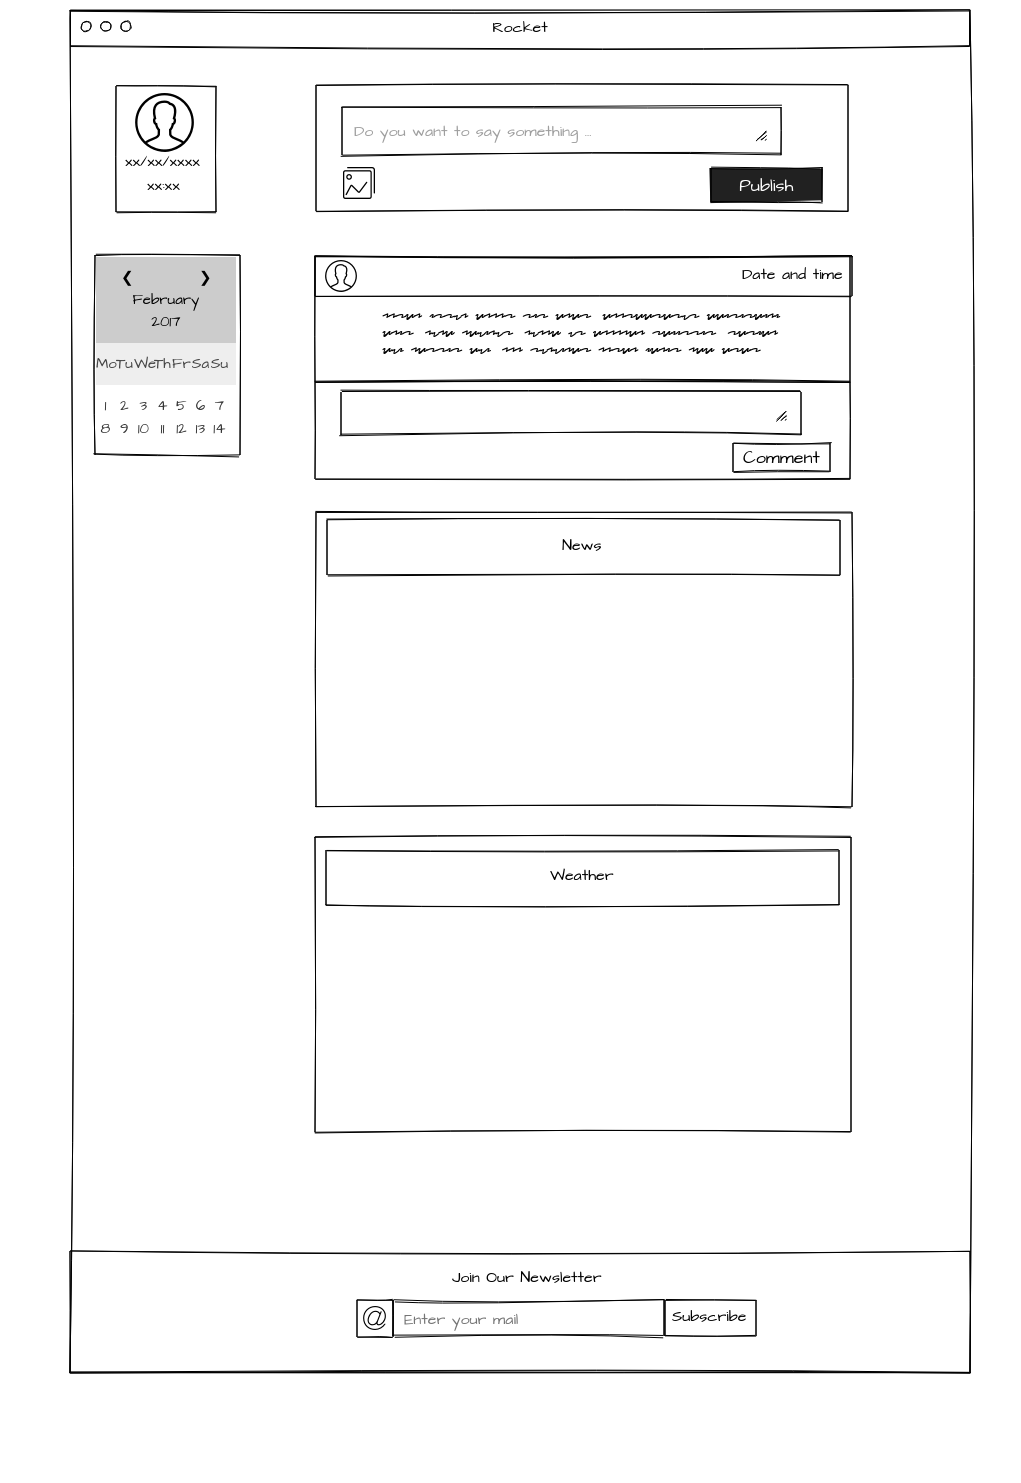 Rocket
xx/xx/xxxx
xx:xx
Do you want to say something ...
Publish
February
2017
MoTuWeThFrSaSu
1 2 3 4 5 6 7
8 9 10 11 12 13 14
Date and time
Comment
News
Weather
Join Our Newsletter
@ Enter your mail Subscribe